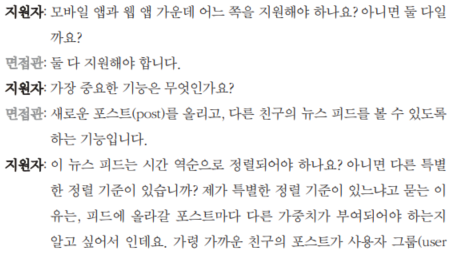 지원자: 모바일 앱과 웹 앱 가운데 어느 쪽을 지원해야 하나요? 아니면 둘 다일
까요?
면접관: 둘 다 지원해야 합니다.
지원자: 가장 중요한 기능은 무엇인가요?
면접관: 새로운 포스트(post)를 올리고, 다른 친구의 뉴스 피드를 볼 수 있도록
하는 기능입니다.
지원자: 이 뉴스 피드는 시간 역순으로 정렬되어야 하나요? 아니면 다른 특별
한 정렬 기준이 있습니까? 제가 특별한 정렬 기준이 있느냐고 묻는 이
유는, 피드에 올라갈 포스트마다 다른 가중치가 부여되어야 하는지
알고 싶어서 인데요. 가령 가까운 친구의 포스트가 사용자 그룹(user